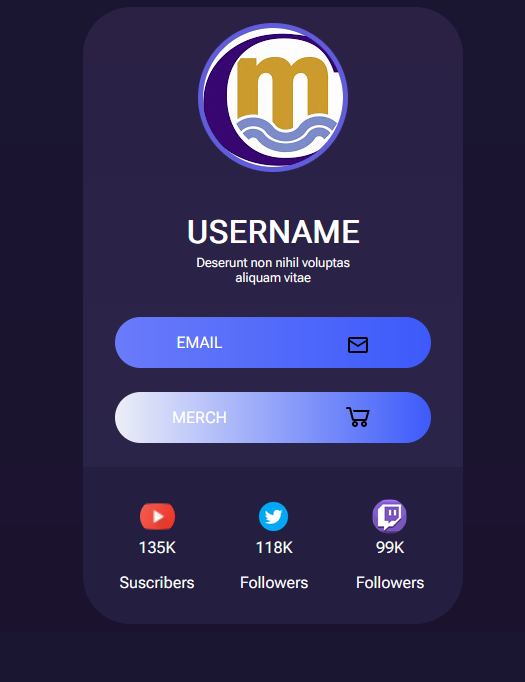 m
USERNAME
Deserunt non nihil voluptas
aliquam vitae
EMAIL
MERCH
135K 118K 99K
Suscribers Followers Followers